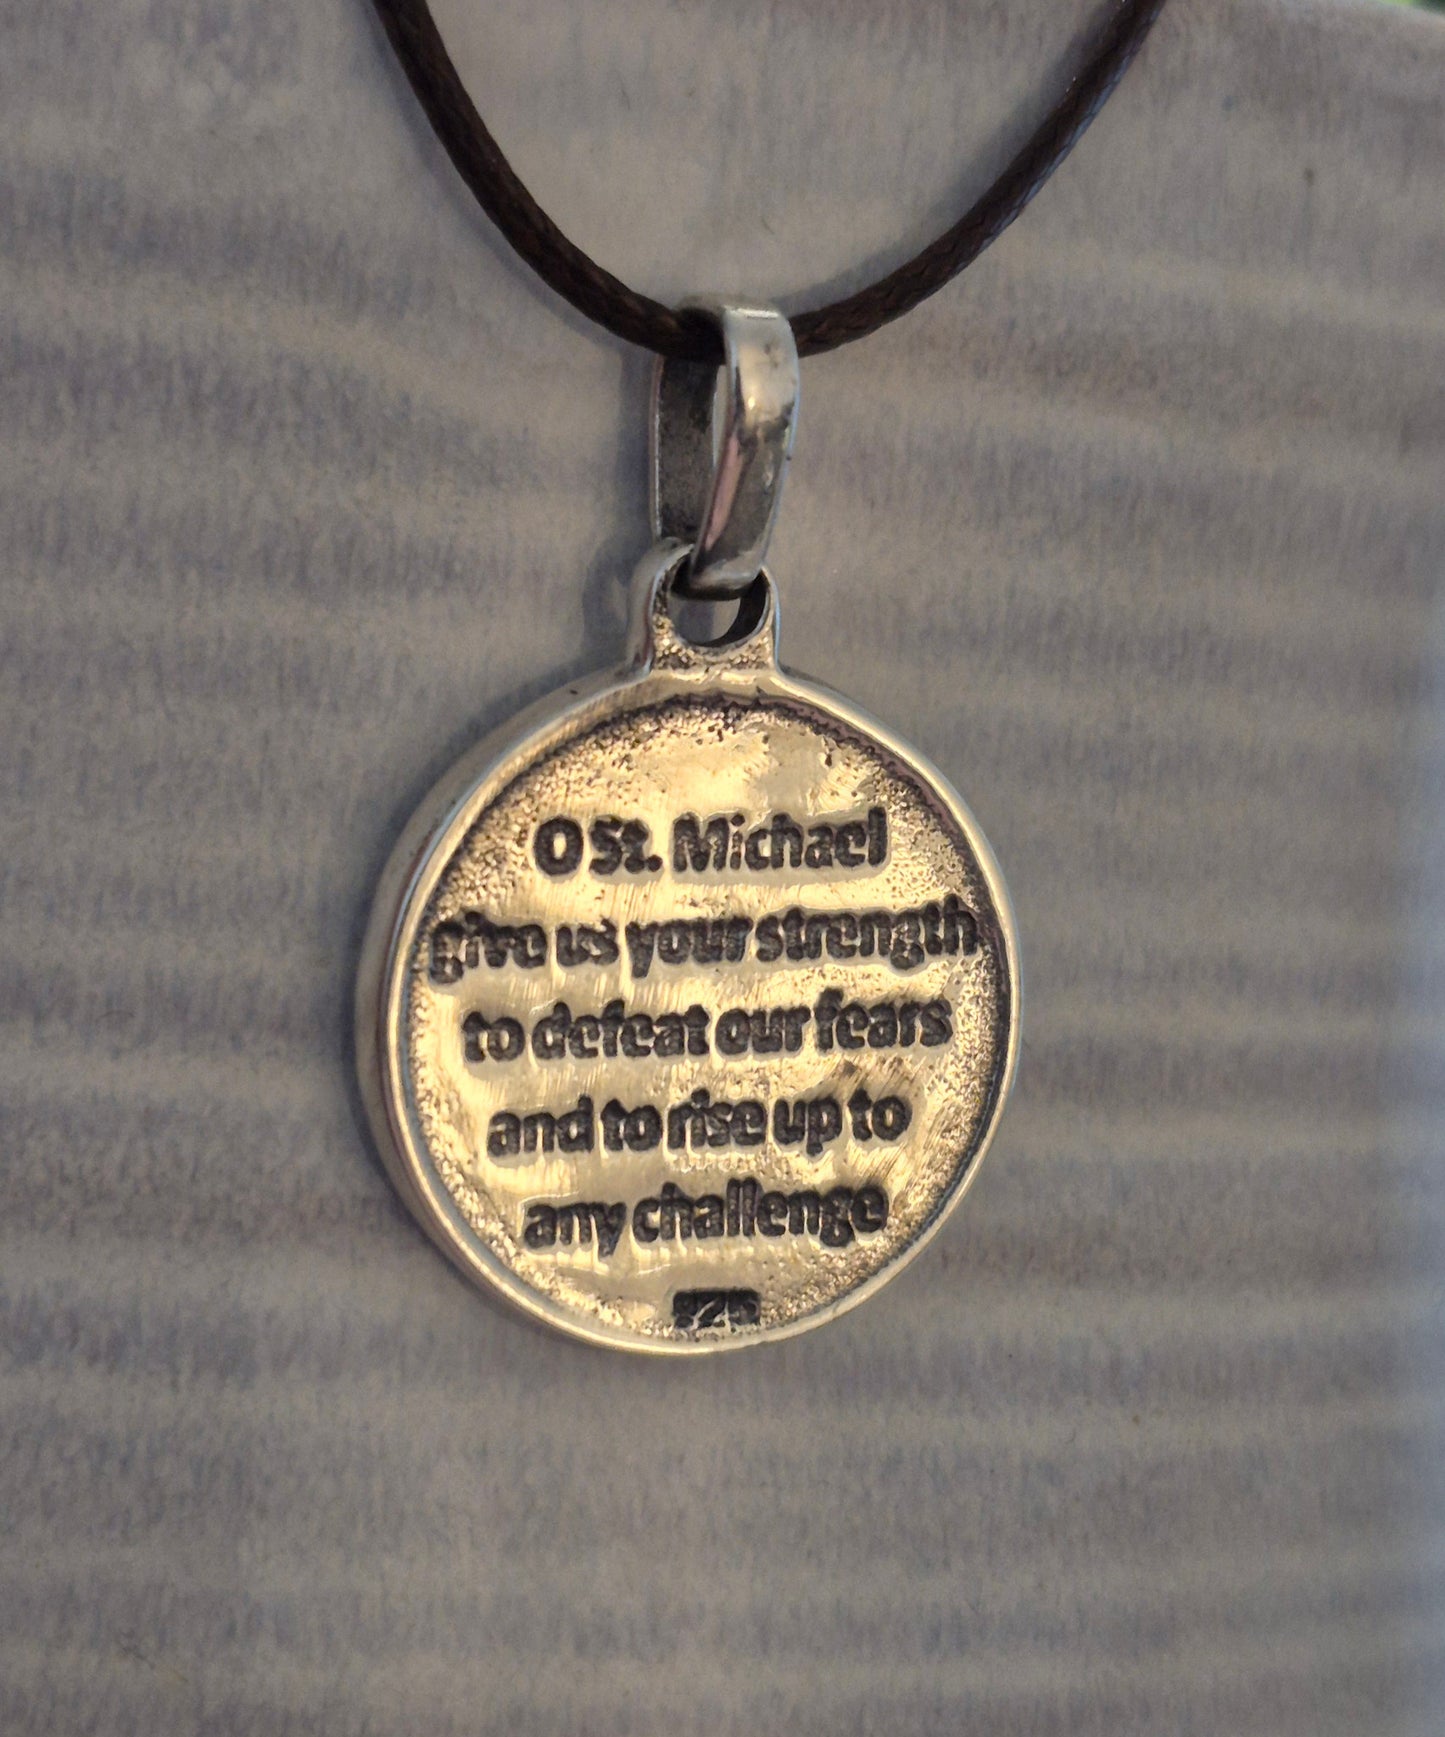 O St. Michael
give us your strength
to defeat our fears
and to rise up to
any challenge
925